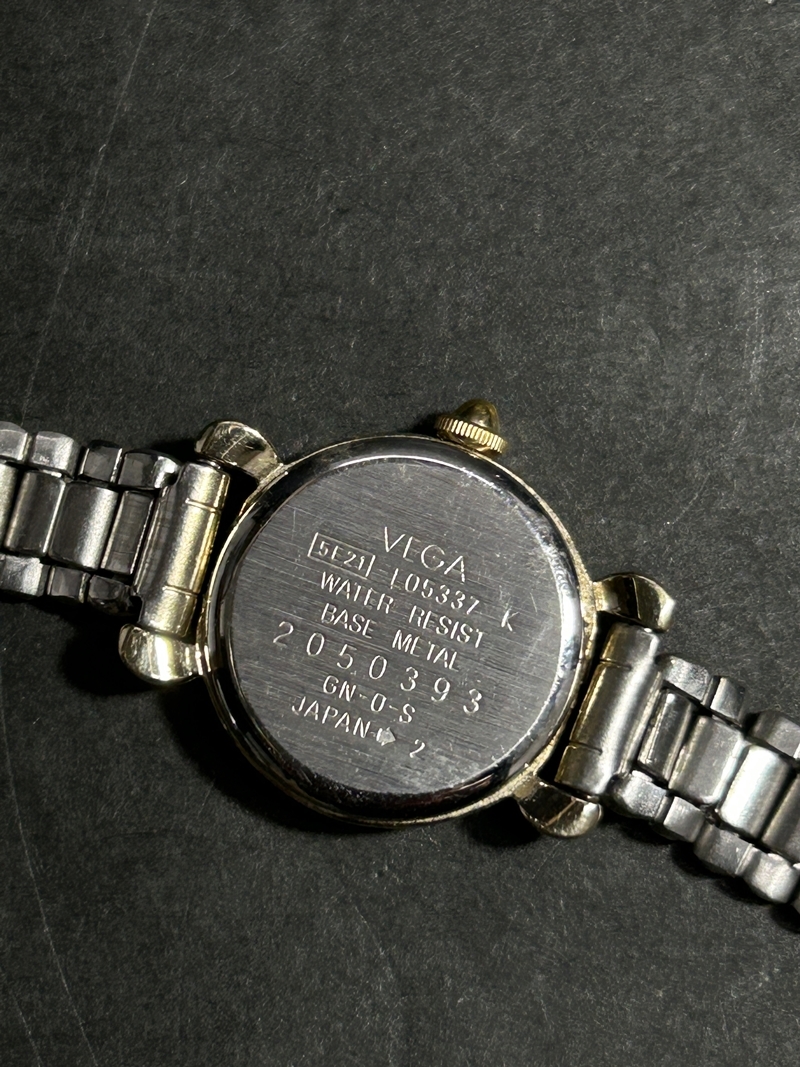 VEGA
5E21 L05337 K
WATER RESIST
BASE METAL
2050393
GN-0-S
JAPAN 2